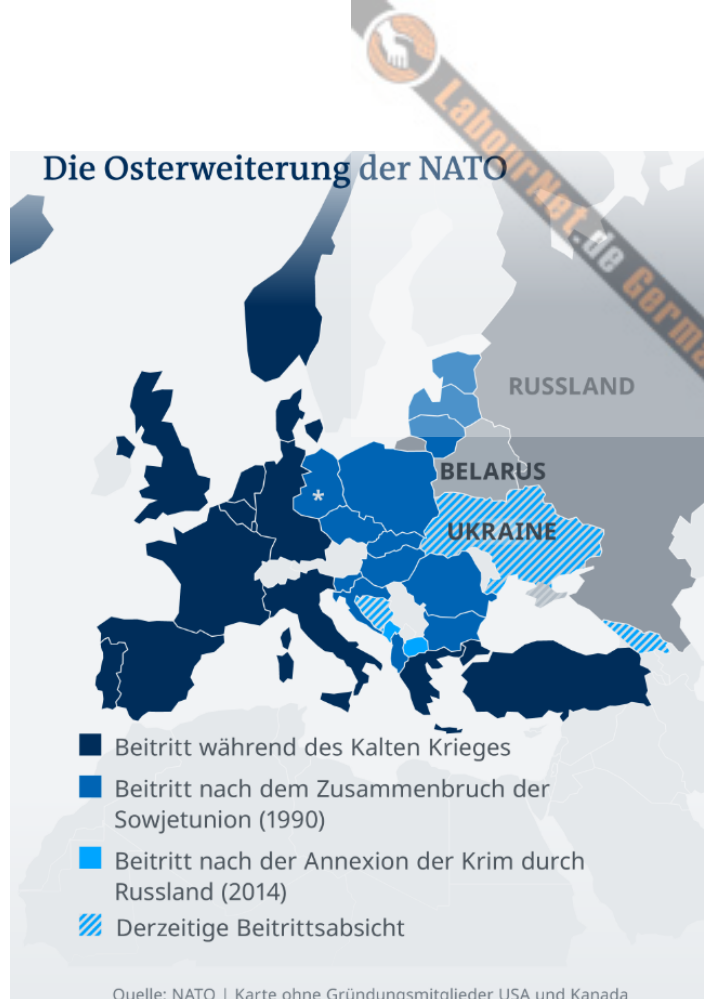 LabourNet.de Germa
Die Osterweiterung der NATO
RUSSLAND
BELARUS
*
UKRAINE
Beitritt während des Kalten Krieges
Beitritt nach dem Zusammenbruch der
Sowjetunion (1990)
Beitritt nach der Annexion der Krim durch
Russland (2014)
Derzeitige Beitrittsabsicht
Quelle: NATO | Karte ohne Gründungsmitglieder USA und Kanada